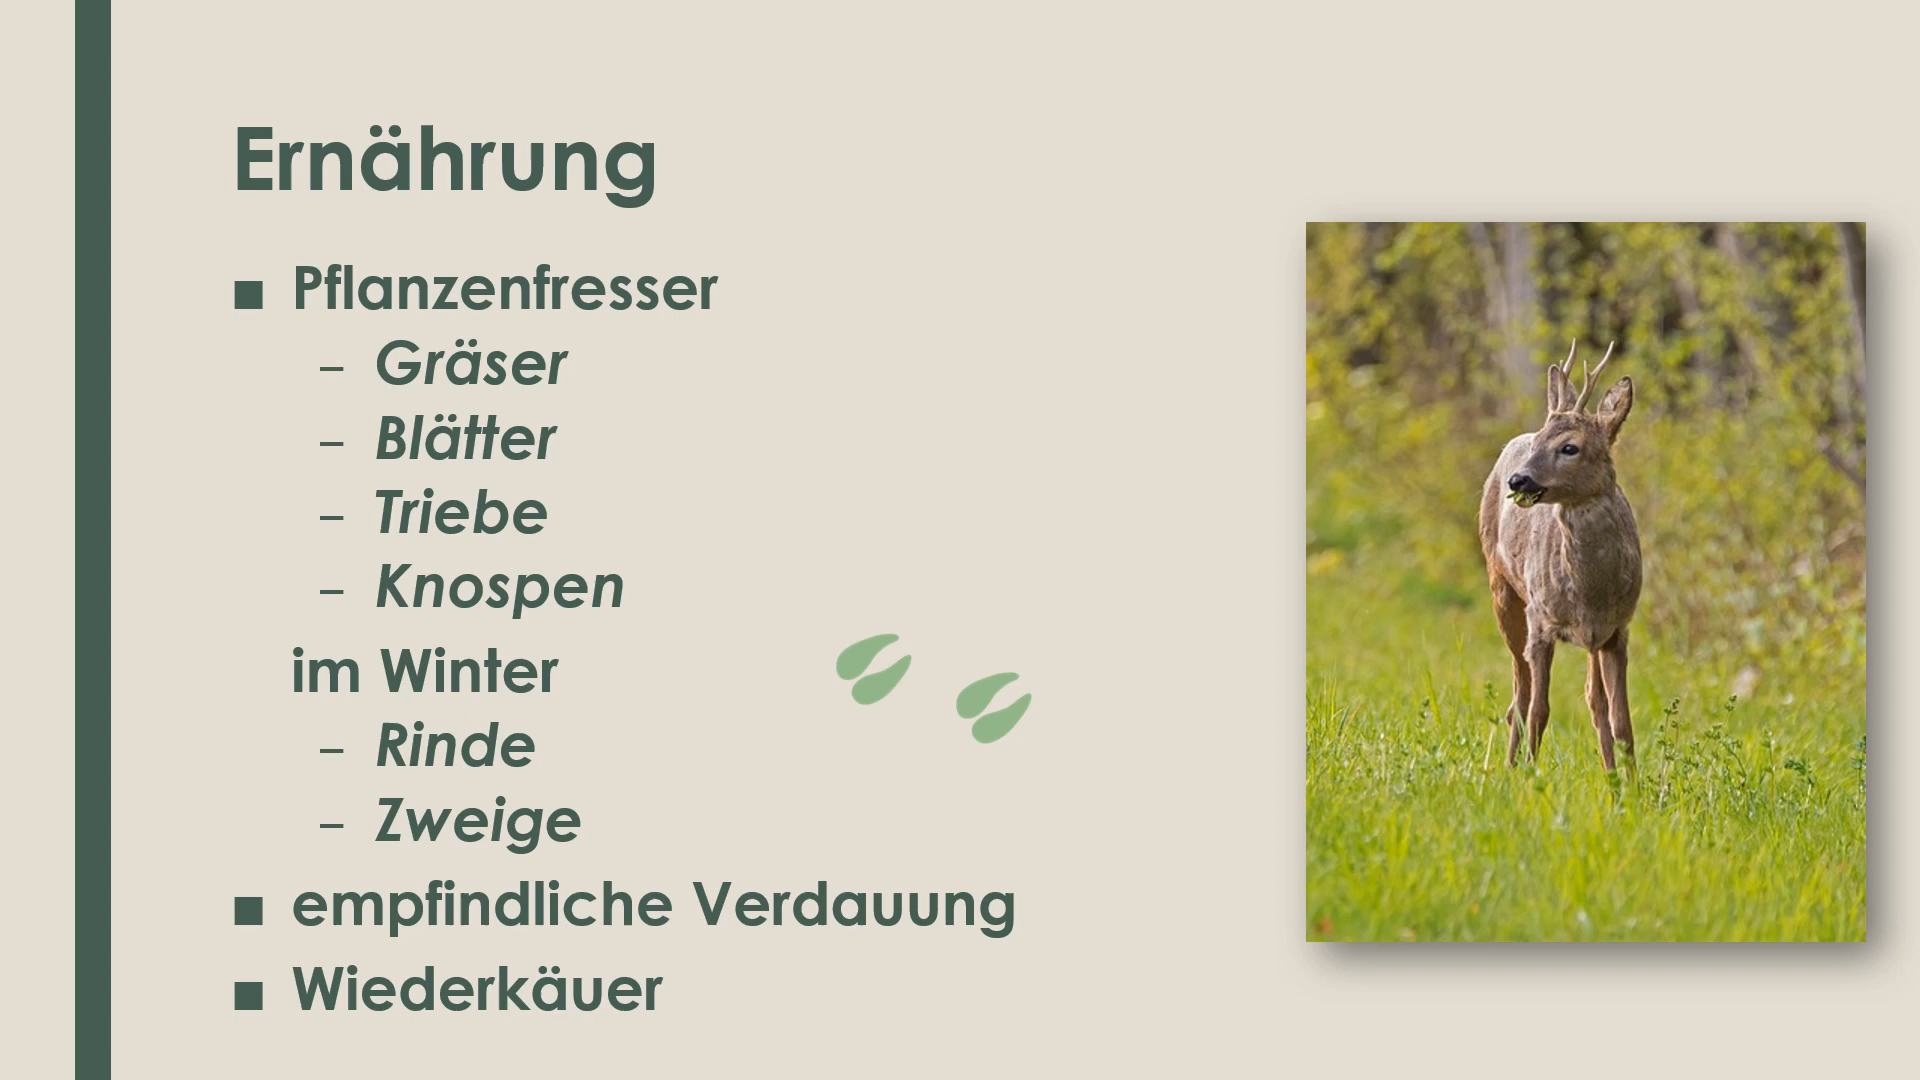 Ernährung
■ Pflanzenfresser
– Gräser
– Blätter
– Triebe
– Knospen
im Winter
– Rinde
– Zweige
■ empfindliche Verdauung
■ Wiederkäuer